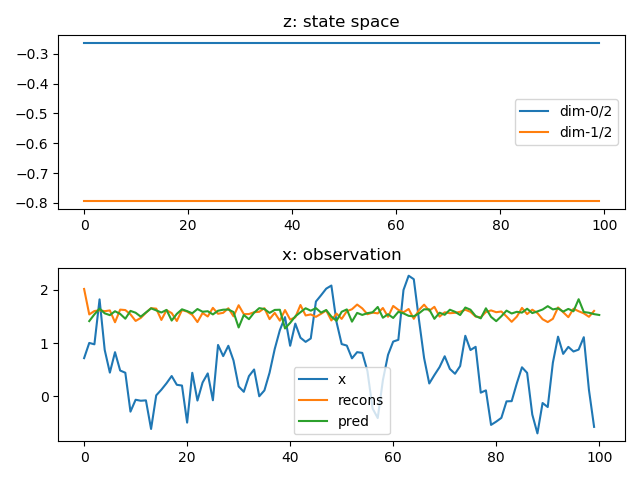 z: state space
−0.3
−0.4
−0.5
−0.6
−0.7
−0.8
dim-0/2
dim-1/2
0 20 40 60 80 100
x: observation
2
1
0
x
recons
pred
0 20 40 60 80 100